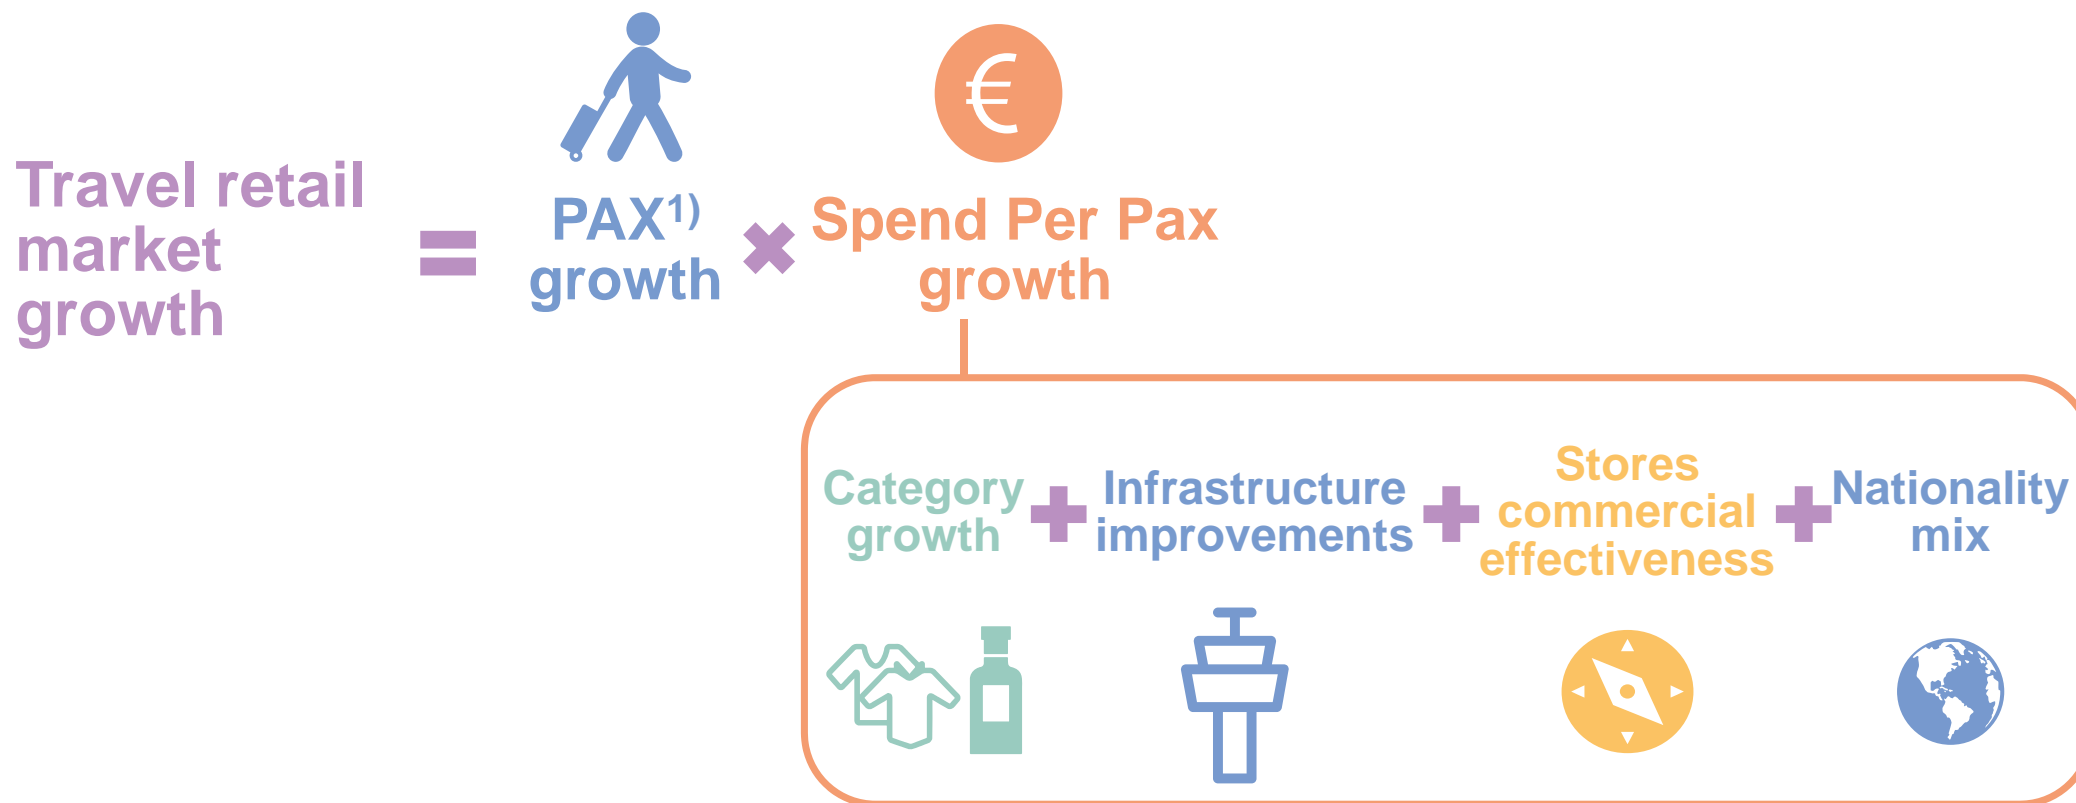 Travel retail
market
growth
=
PAX¹⁾
growth
✖
€
Spend Per Pax
growth
Category
growth
+
Infrastructure
improvements
+
Stores
commercial
effectiveness
+
Nationality
mix